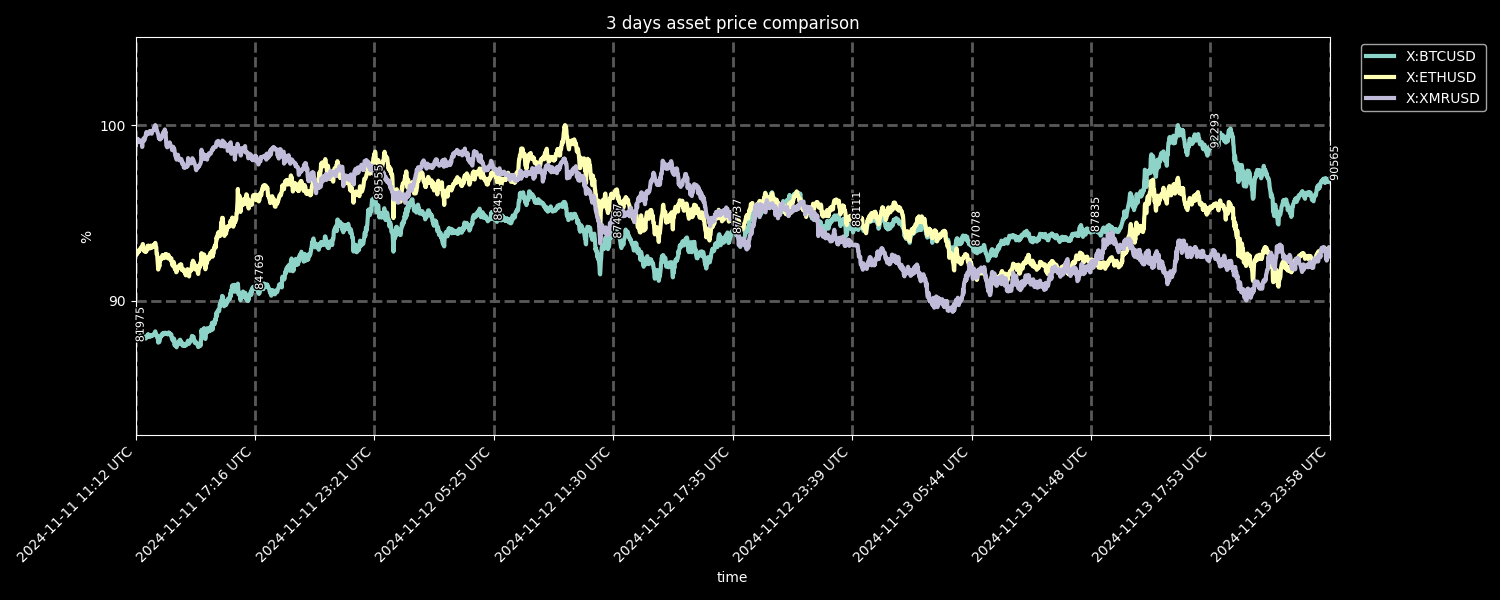 3 days asset price comparison
X:BTCUSD
X:ETHUSD
X:XMRUSD
100
90
%
81975
84769
89555
88451
87487
87737
88111
87078
87835
92293
90565
2024-11-11 11:12 UTC
2024-11-11 17:16 UTC
2024-11-11 23:21 UTC
2024-11-12 05:25 UTC
2024-11-12 11:30 UTC
2024-11-12 17:35 UTC
2024-11-12 23:39 UTC
2024-11-13 05:44 UTC
2024-11-13 11:48 UTC
2024-11-13 17:53 UTC
2024-11-13 23:58 UTC
time